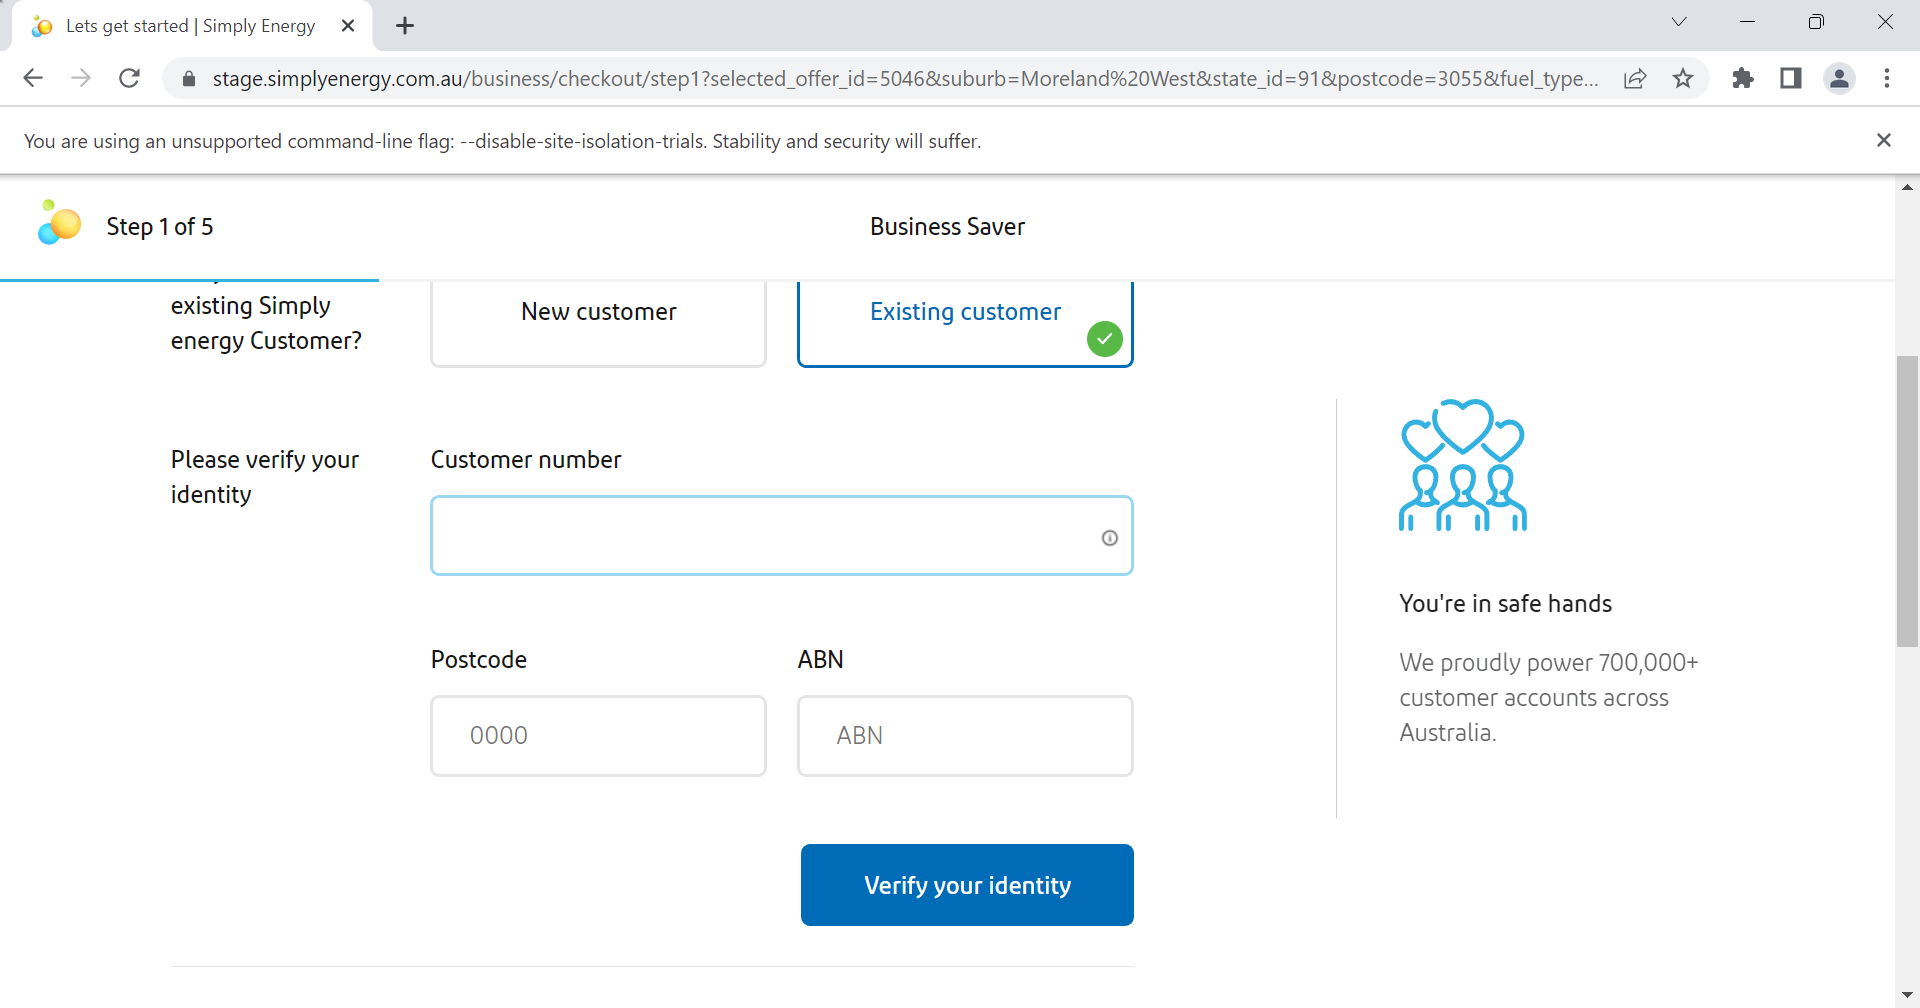 Lets get started | Simply Energy
stage.simplyenergy.com.au/business/checkout/step1?selected_offer_id=5046&suburb=Moreland%20West&state_id=91&postcode=3055&fuel_type...
You are using an unsupported command-line flag: --disable-site-isolation-trials. Stability and security will suffer.
Step 1 of 5
Business Saver
existing Simply
energy Customer?
New customer
Existing customer
Please verify your
identity
Customer number
Postcode
ABN
0000
ABN
Verify your identity
You're in safe hands
We proudly power 700,000+
customer accounts across
Australia.